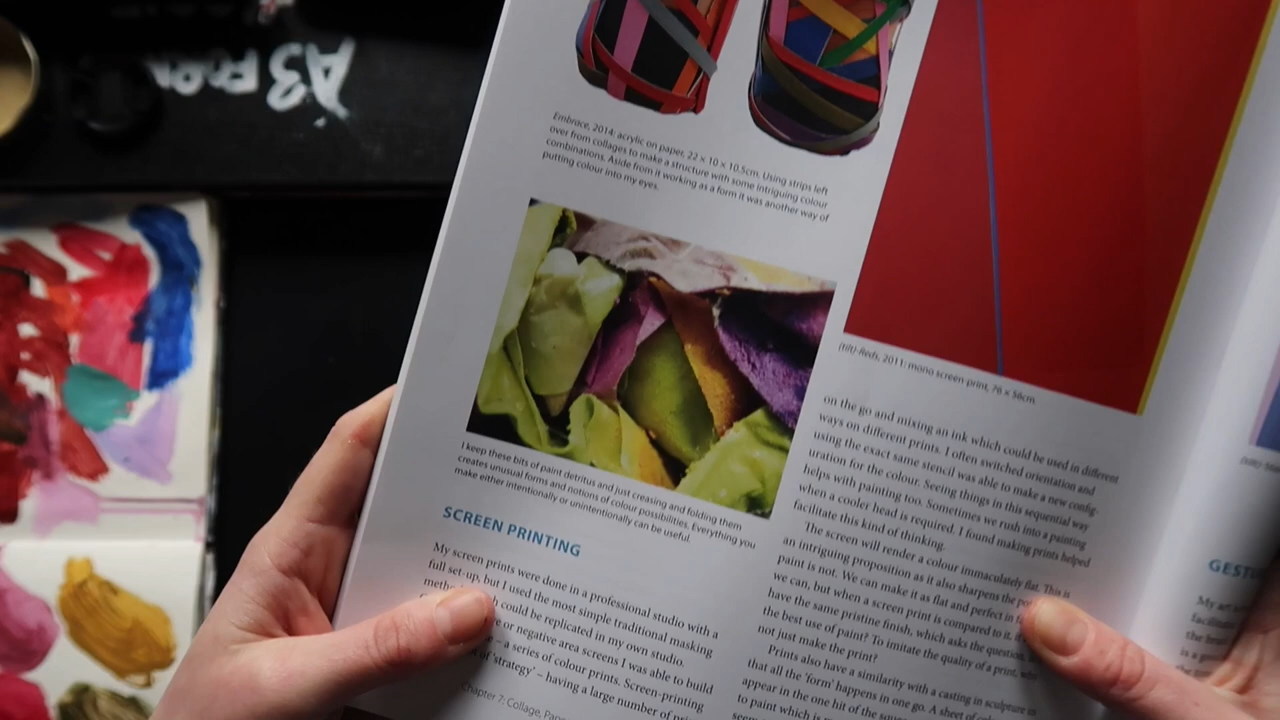 A3 FOR
Embrace, 2014: acrylic on paper, 22 × 10 × 10.5cm. Using strips left
over from collages to make a structure with some intriguing colour
combinations. Aside from it working as a form it was another way of
putting colour into my eyes.
I keep these bits of paint detritus and just creasing and folding them
creates unusual forms and notions of colour possibilities. Everything you
make either intentionally or unintentionally can be useful.
SCREEN PRINTING
My screen prints were done in a professional studio with a
full set-up, but I used the most simple traditional masking
could be replicated in my own studio.
or negative area screens I was able to build
– a series of colour prints. Screen-printing
of 'strategy' – having a large number of
Chapter 7: Collage,
(tilt)-Reds, 2011: mono screen-print, 76 × 56cm.
on the go and mixing an ink which could be used in different
ways on different prints. I often switched orientation and
using the exact same stencil was able to make a new config-
uration for the colour. Seeing things in this sequential way
helps with painting too. Sometimes we rush into a painting
when a cooler head is required. I found making prints helped
facilitate this kind of thinking.
The screen will render a colour immaculately flat. This is
an intriguing proposition as it also sharpens the
paint is not. We can make it as flat and perfect in
we can, but when a screen print is compared to it,
have the same pristine finish, which asks the question,
the best use of paint? To imitate the quality of a print, why
not just make the print?
Prints also have a similarity with a casting in sculpture in
that all the 'form' happens in one go. A sheet of
appear in the one hit of the
to paint which is
GESTU
My art
facilitate
the brus
is a